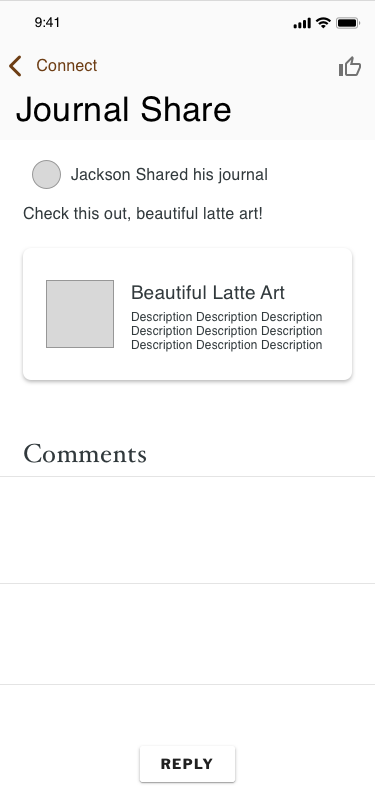 9:41
Connect
Journal Share
Jackson Shared his journal
Check this out, beautiful latte art!
Beautiful Latte Art
Description Description Description
Description Description Description
Description Description Description
Comments
REPLY